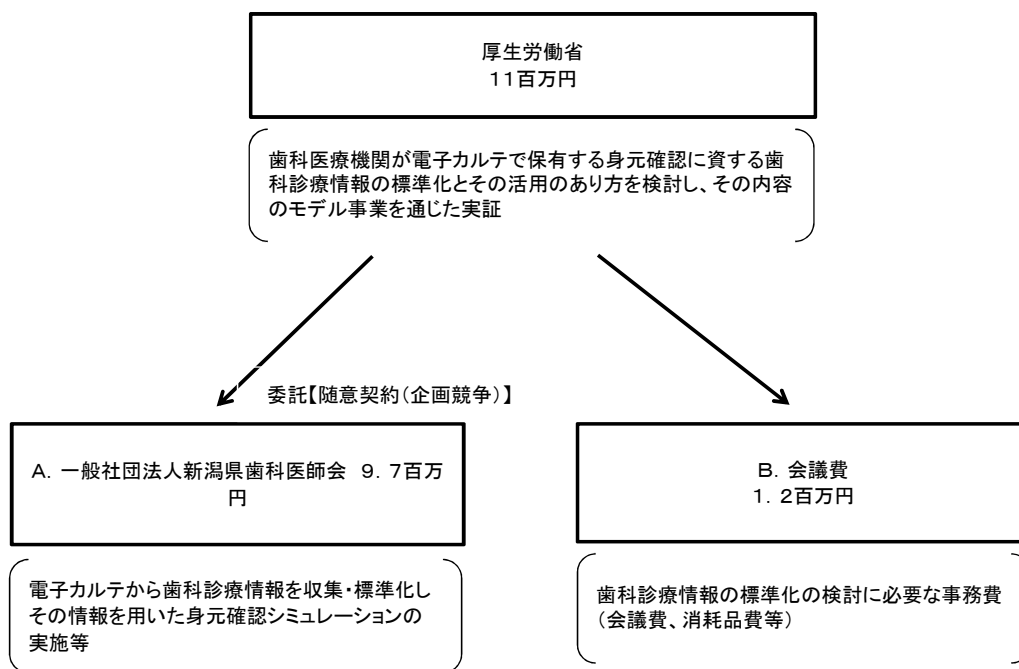 厚生労働省
11百万円
歯科医療機関が電子カルテで保有する身元確認に資する歯
科診療情報の標準化とその活用のあり方を検討し、その内容
のモデル事業を通じた実証
委託【随意契約(企画競争)】
A．一般社団法人新潟県歯科医師会　9．7百万
円
電子カルテから歯科診療情報を収集・標準化し
その情報を用いた身元確認シミュレーションの
実施等
B．会議費
1．2百万円
歯科診療情報の標準化の検討に必要な事務費
(会議費、消耗品費等)